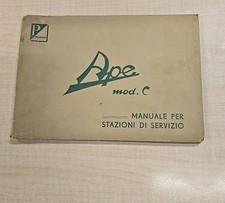 P
Ape
mod. C
MANUALE PER
STAZIONI DI SERVIZIO